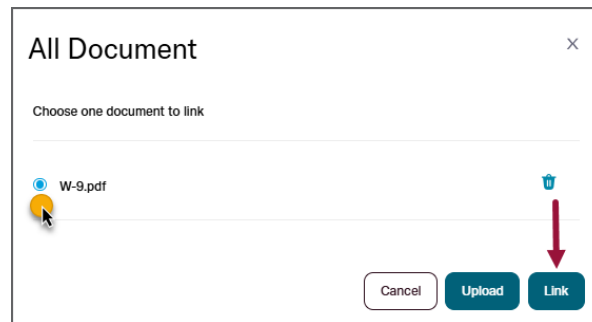 All Document
Choose one document to link
W-9.pdf
Cancel Upload Link